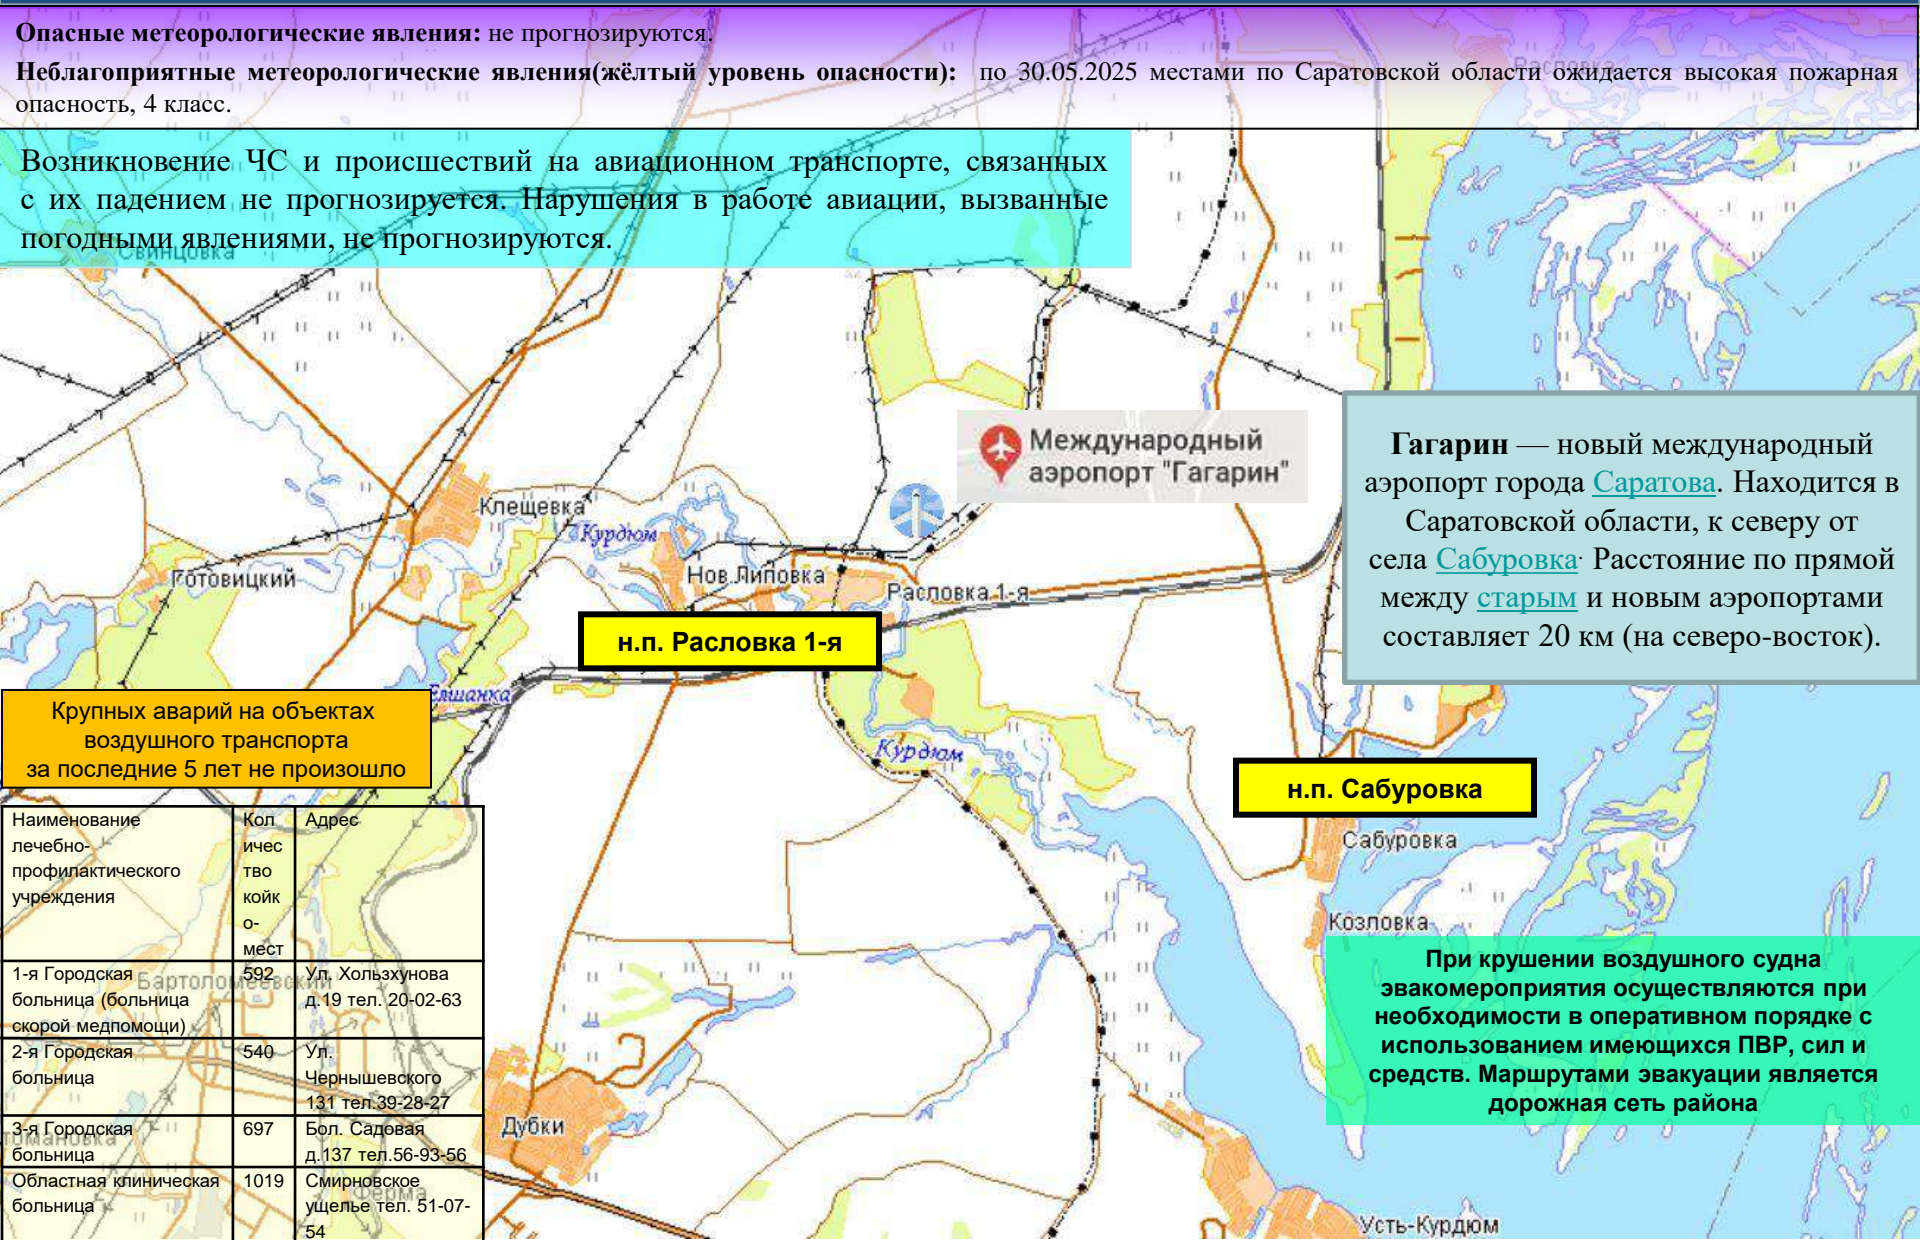 Опасные метеорологические явления: не прогнозируются.
Неблагоприятные метеорологические явления(жёлтый уровень опасности): по 30.05.2025 местами по Саратовской области ожидается высокая пожарная
опасность, 4 класс.
Возникновение ЧС и происшествий на авиационном транспорте, связанных
с их падением не прогнозируется. Нарушения в работе авиации, вызванные
погодными явлениями, не прогнозируются.
Свинцовка
Международный
аэропорт "Гагарин"
Гагарин — новый международный
аэропорт города Саратова. Находится в
Саратовской области, к северу от
села Сабуровка. Расстояние по прямой
между старым и новым аэропортами
составляет 20 км (на северо-восток).
Клещевка
Курдюм
Готовицкий
Нов.Липовка
Расловка 1-я
н.п. Расловка 1-я
Елшанка
Курдюм
Крупных аварий на объектах
воздушного транспорта
за последние 5 лет не произошло
н.п. Сабуровка
Сабуровка
Козловка
Наименование
лечебно-
профилактического
учреждения
Кол
ичес
тво
койк
о-
мест
Адрес
1-я Городская
больница (больница
скорой медпомощи)
592
Ул. Хользунова
д.19 тел. 20-02-63
2-я Городская
больница
540
Ул.
Чернышевского
131 тел.39-28-27
3-я Городская
больница
697
Бол. Садовая
д.137 тел.56-93-56
Областная клиническая
больница
1019
Смирновское
ущелье тел. 51-07-
54
Бартоломеевский
Ферма
Дубки
При крушении воздушного судна
эвакомероприятия осуществляются при
необходимости в оперативном порядке с
использованием имеющихся ПВР, сил и
средств. Маршрутами эвакуации является
дорожная сеть района
Усть-Курдюм